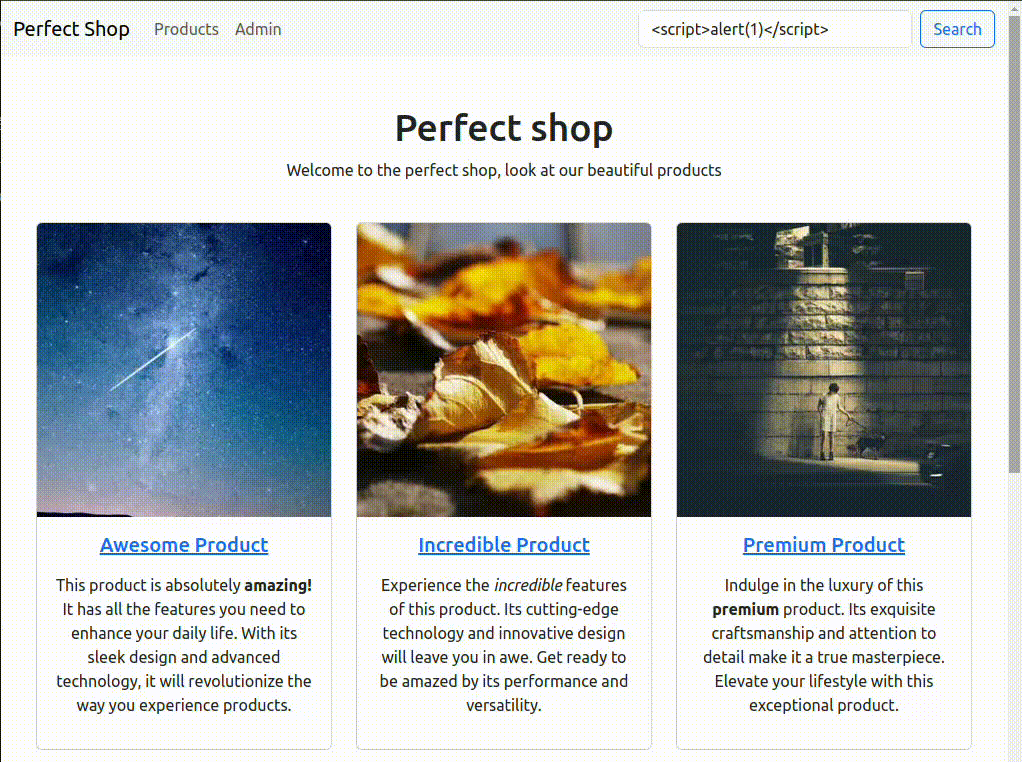 Perfect Shop Products Admin <script>alert(1)</script> Search
Perfect shop
Welcome to the perfect shop, look at our beautiful products
Awesome Product
This product is absolutely amazing!
It has all the features you need to
enhance your daily life. With its
sleek design and advanced
technology, it will revolutionize the
way you experience products.
Incredible Product
Experience the incredible features
of this product. Its cutting-edge
technology and innovative design
will leave you in awe. Get ready to
be amazed by its performance and
versatility.
Premium Product
Indulge in the luxury of this
premium product. Its exquisite
craftsmanship and attention to
detail make it a true masterpiece.
Elevate your lifestyle with this
exceptional product.